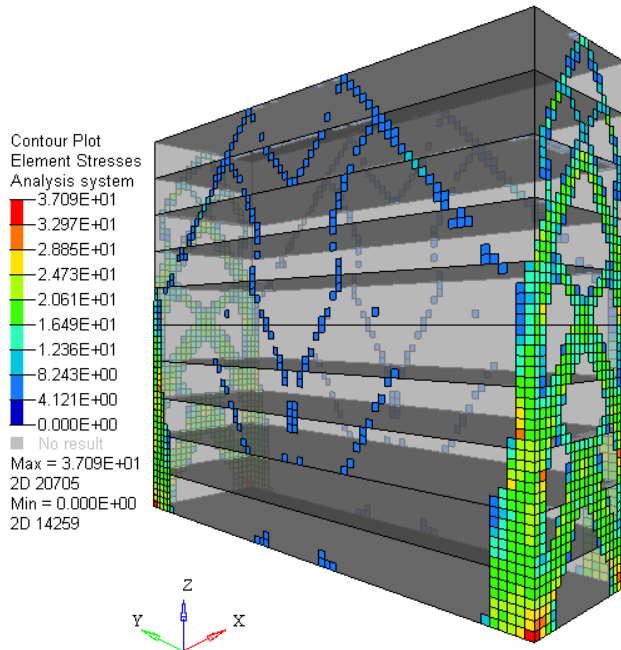 Contour Plot
Element Stresses
Analysis system
3.709E+01
3.297E+01
2.885E+01
2.473E+01
2.061E+01
1.649E+01
1.236E+01
8.243E+00
4.121E+00
0.000E+00
No result
Max = 3.709E+01
2D 20705
Min = 0.000E+00
2D 14259
Z
Y
X